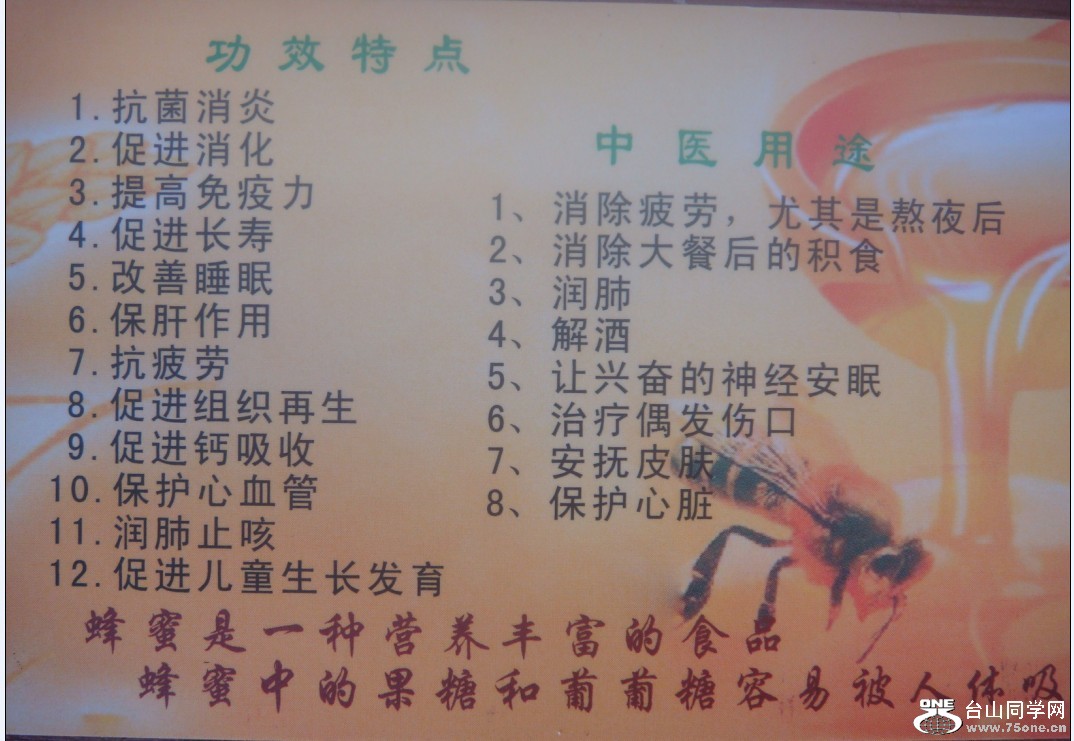 功效特点
1.抗菌消炎
2.促进消化
3.提高免疫力
4.促进长寿
5.改善睡眠
6.保肝作用
7.抗疲劳
8.促进组织再生
9.促进钙吸收
10.保护心血管
11.润肺止咳
12.促进儿童生长发育
中医用途
1、消除疲劳，尤其是熬夜后
2、消除大餐后的积食
3、润肺
4、解酒
5、让兴奋的神经安眠
6、治疗偶发伤口
7、安抚皮肤
8、保护心脏
蜂蜜是一种营养丰富的食品
蜂蜜中的果糖和葡萄糖容易被人体吸
ONE 台山同学网
www.75one.com